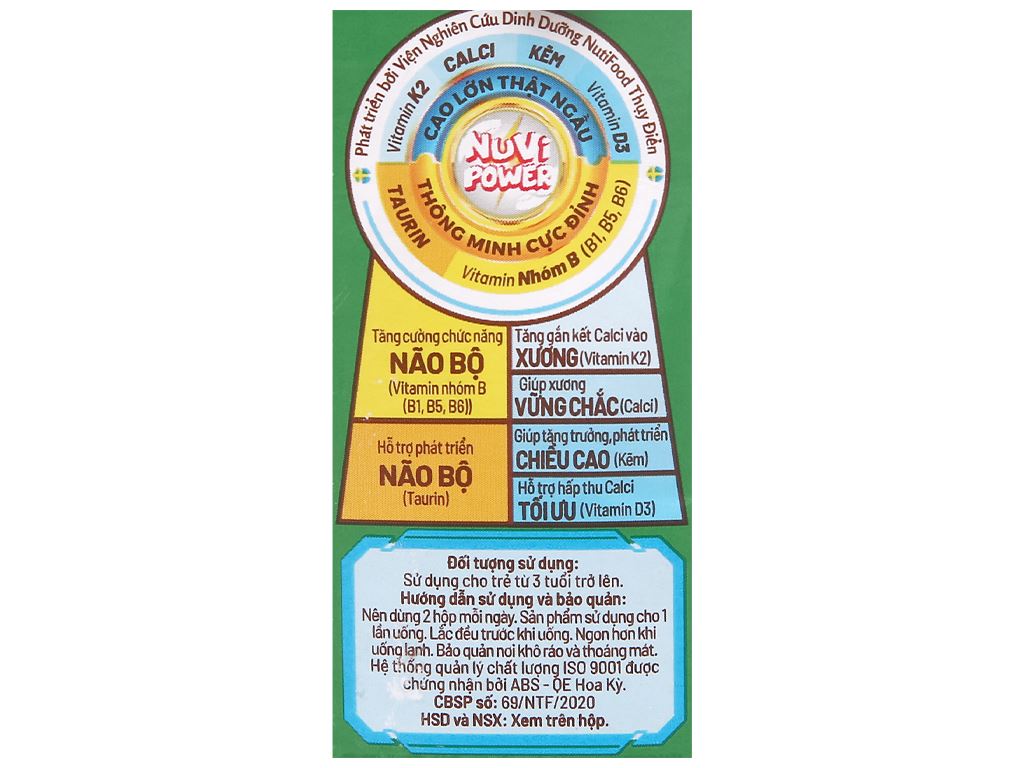 Phát triển bởi Viện Nghiên Cứu Dinh Dưỡng NutiFood Thụy Điển
Vitamin K2
CALCI
KẼM
Vitamin D3
CAO LỚN THẬT NGẦU
NUVI
POWER
TAURIN
THÔNG MINH CỰC ĐỈNH
Vitamin Nhóm B (B1, B5, B6)
Tăng cường chức năng
NÃO BỘ
(Vitamin nhóm B
(B1, B5, B6))
Hỗ trợ phát triển
NÃO BỘ
(Taurin)
Tăng gắn kết Calci vào
XƯƠNG (Vitamin K2)
Giúp xương
VỮNG CHẮC (Calci)
Giúp tăng trưởng, phát triển
CHIỀU CAO (Kẽm)
Hỗ trợ hấp thu Calci
TỐI ƯU (Vitamin D3)
Đối tượng sử dụng:
Sử dụng cho trẻ từ 3 tuổi trở lên.
Hướng dẫn sử dụng và bảo quản:
Nên dùng 2 hộp mỗi ngày. Sản phẩm sử dụng cho 1
lần uống. Lắc đều trước khi uống. Ngon hơn khi
uống lạnh. Bảo quản nơi khô ráo và thoáng mát.
Hệ thống quản lý chất lượng ISO 9001 được
chứng nhận bởi ABS - QE Hoa Kỳ.
CBSP số: 69/NTF/2020
HSD và NSX: Xem trên hộp.